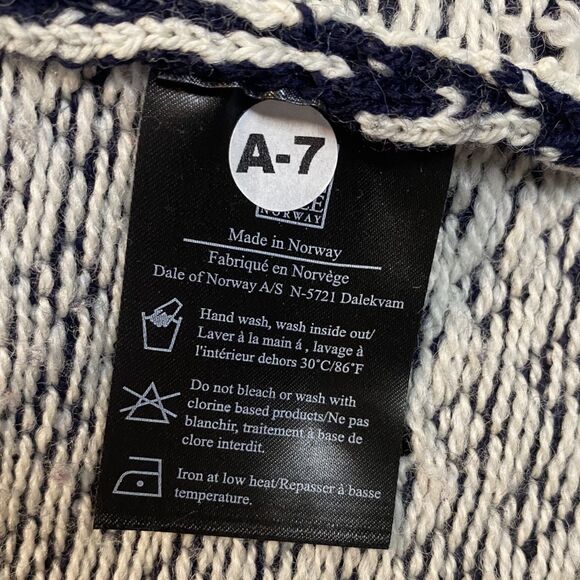 A-7
NORWAY
Made in Norway
Fabriqué en Norvège
Dale of Norway A/S N-5721 Dalekvam
Hand wash, wash inside out/
Laver à la main á , lavage à
l'intérieur dehors 30°C/86°F
Do not bleach or wash with
clorine based products/Ne pas
blanchir, traitement à base de
clore interdit.
Iron at low heat/Repasser à basse
temperature.